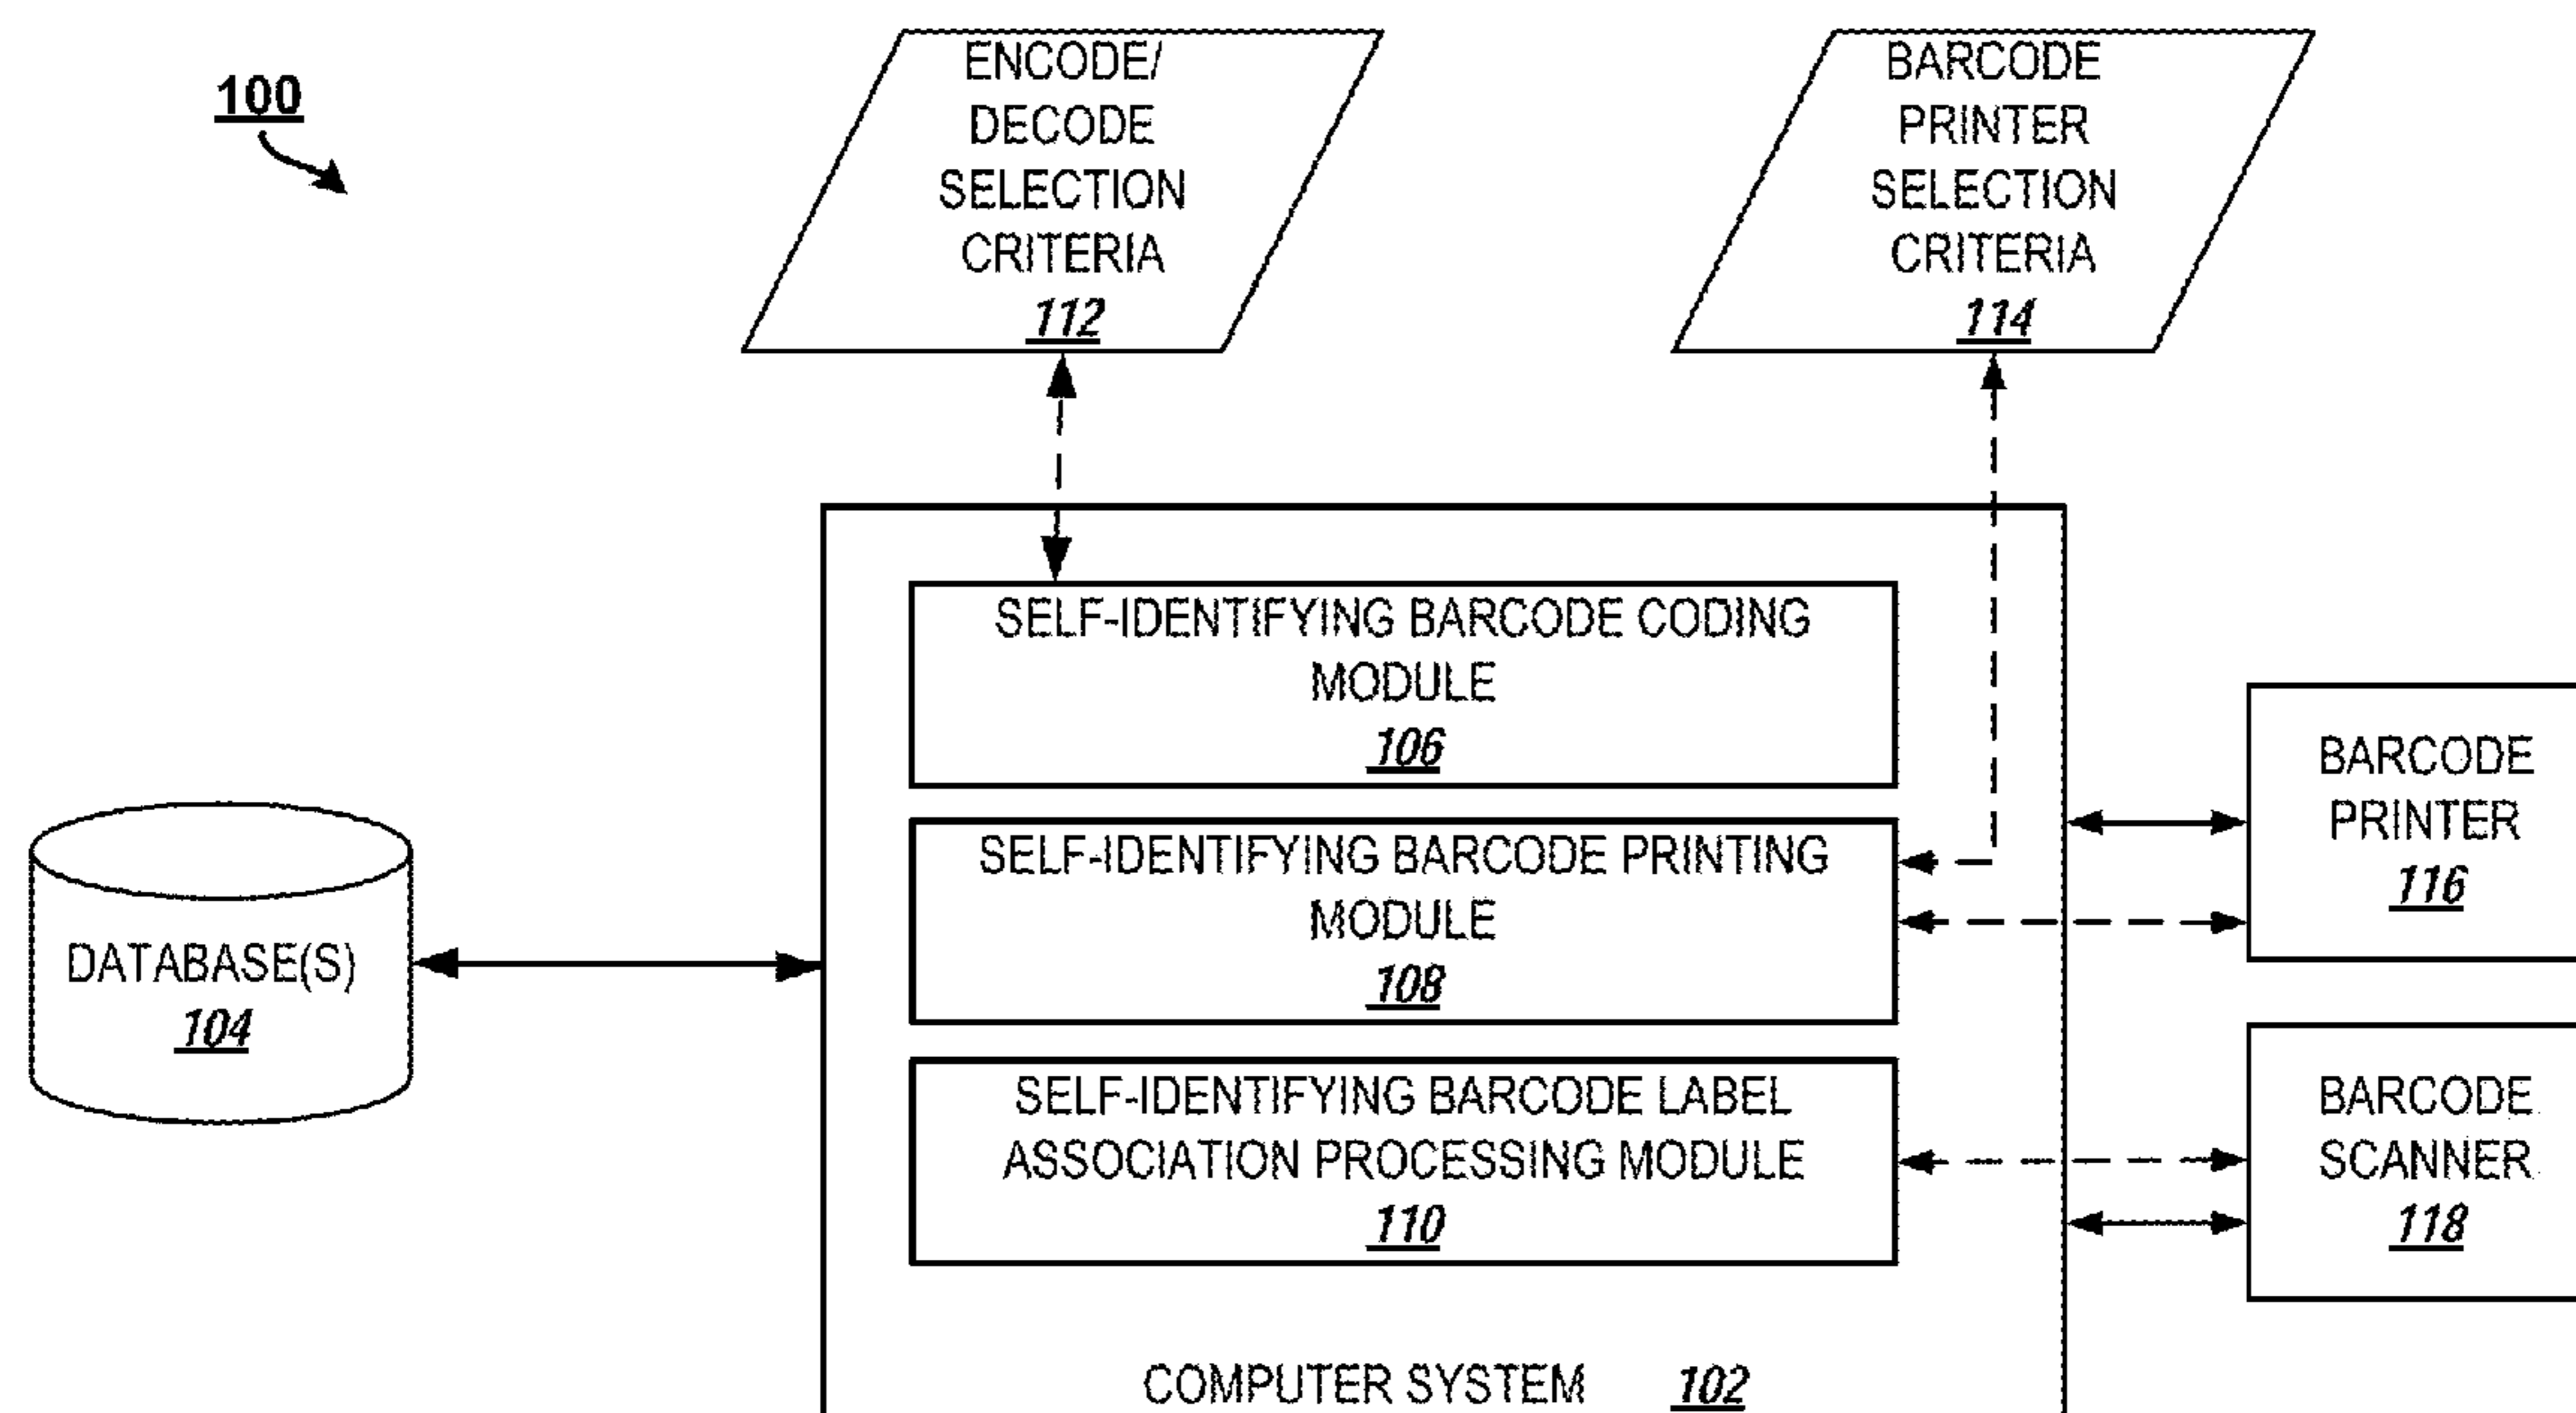 100
ENCODE/
DECODE
SELECTION
CRITERIA
112
BARCODE
PRINTER
SELECTION
CRITERIA
114
SELF-IDENTIFYING BARCODE CODING
MODULE
106
SELF-IDENTIFYING BARCODE PRINTING
MODULE
108
SELF-IDENTIFYING BARCODE LABEL
ASSOCIATION PROCESSING MODULE
110
COMPUTER SYSTEM 102
DATABASE(S)
104
BARCODE
PRINTER
116
BARCODE
SCANNER
118